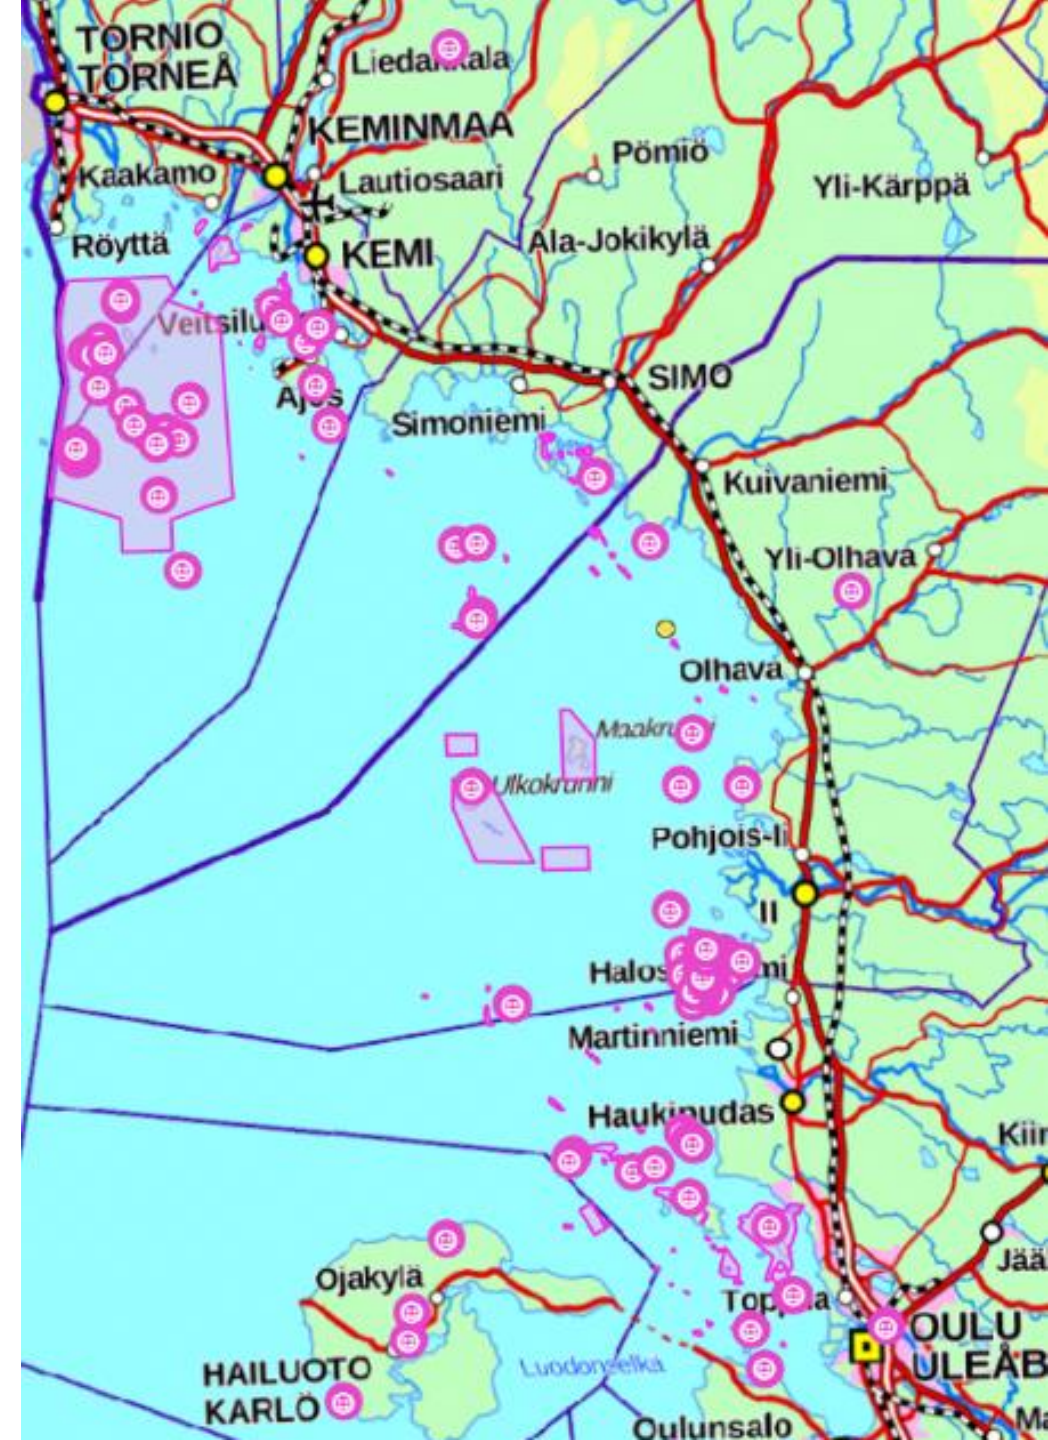 TORNIO
TORNEÅ
KEMINMAA
Pömiö
Kaakamo
Lautiosaari
Yli-Kärppä
Röyttä
KEMI
Ala-Jokikylä
SIMO
Simoniemi
Kuivaniemi
Yli-Olhava
Olhava
Ulkokrunni
Pohjois-Ii
II
Martinniemi
Haukipudas
Ojakylä
OULU
HAILUOTO
KARLÖ
Luodonselkä
Oulunsalo